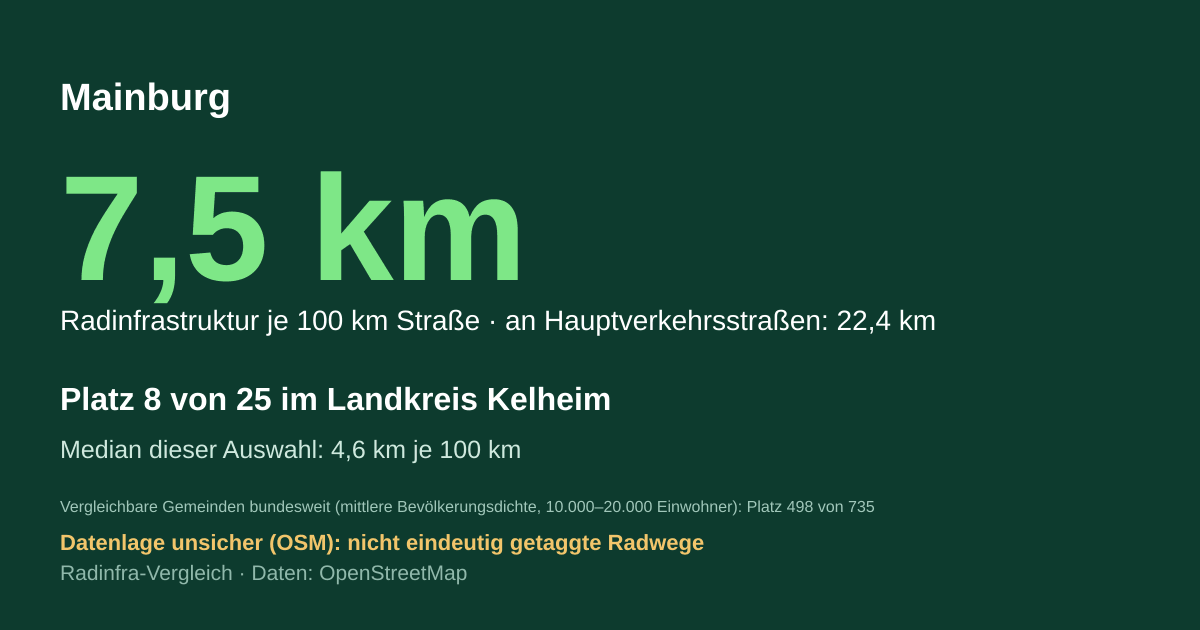 Mainburg
7,5 km
Radinfrastruktur je 100 km Straße · an Hauptverkehrsstraßen: 22,4 km
Platz 8 von 25 im Landkreis Kelheim
Median dieser Auswahl: 4,6 km je 100 km
Vergleichbare Gemeinden bundesweit (mittlere Bevölkerungsdichte, 10.000–20.000 Einwohner): Platz 498 von 735
Datenlage unsicher (OSM): nicht eindeutig getaggte Radwege
Radinfra-Vergleich · Daten: OpenStreetMap